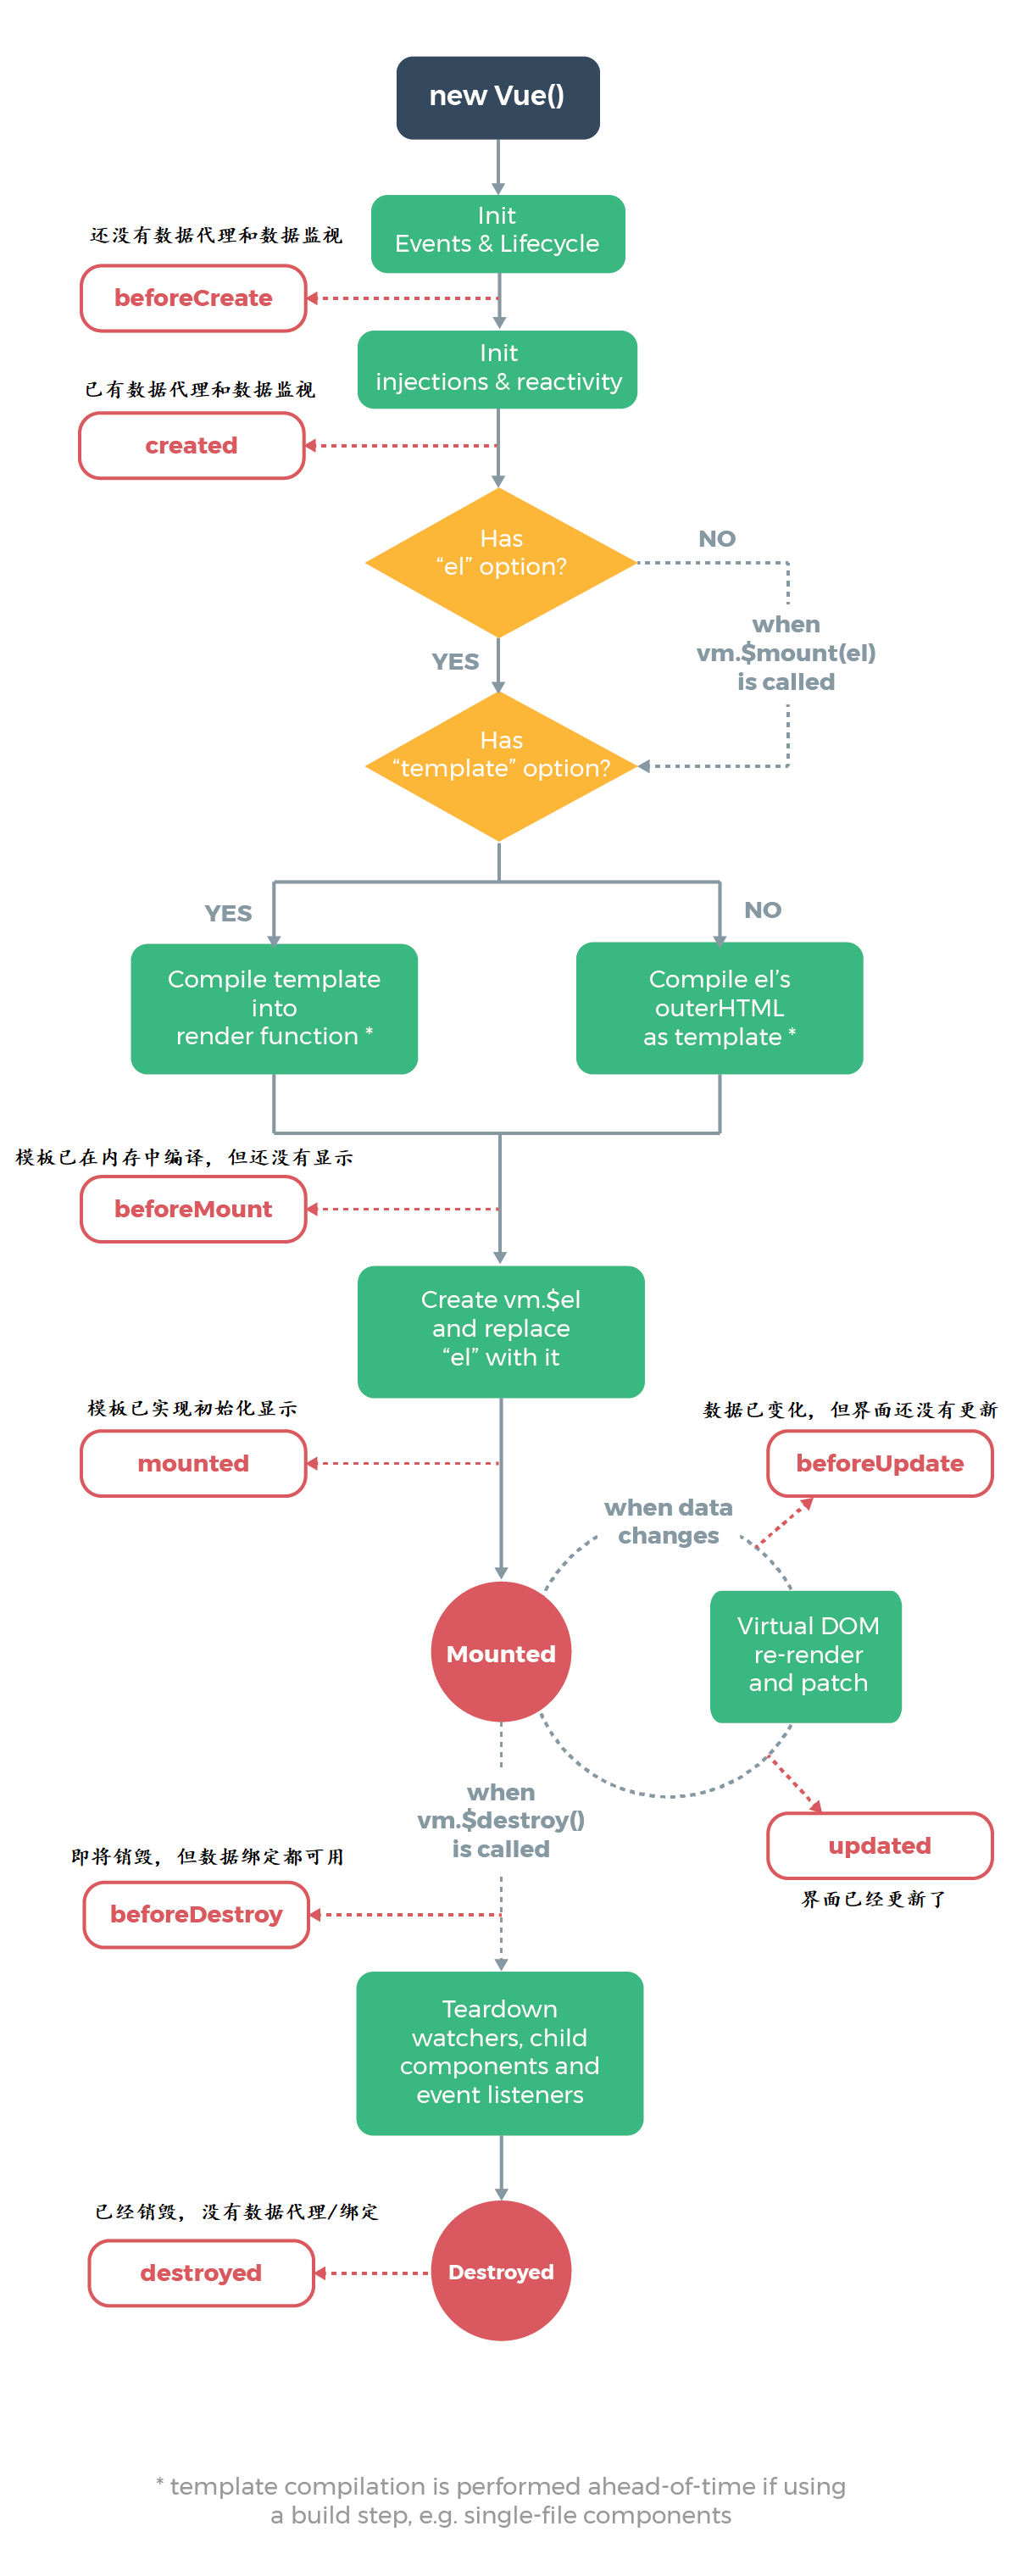 new Vue()
Init
Events & Lifecycle
还没有数据代理和数据监视
beforeCreate
Init
injections & reactivity
已有数据代理和数据监视
created
Has
“el” option?
NO
when
vm.$mount(el)
is called
YES
Has
“template” option?
YES
NO
Compile template
into
render function *
Compile el’s
outerHTML
as template *
模板已在内存中编译，但还没有显示
beforeMount
Create vm.$el
and replace
“el” with it
模板已实现初始化显示
mounted
数据已变化，但界面还没有更新
beforeUpdate
when data
changes
Mounted
Virtual DOM
re-render
and patch
when
vm.$destroy()
is called
updated
界面已经更新了
即将销毁，但数据绑定都可用
beforeDestroy
Teardown
watchers, child
components and
event listeners
已经销毁，没有数据代理/绑定
destroyed
Destroyed
* template compilation is performed ahead-of-time if using
a build step, e.g. single-file components